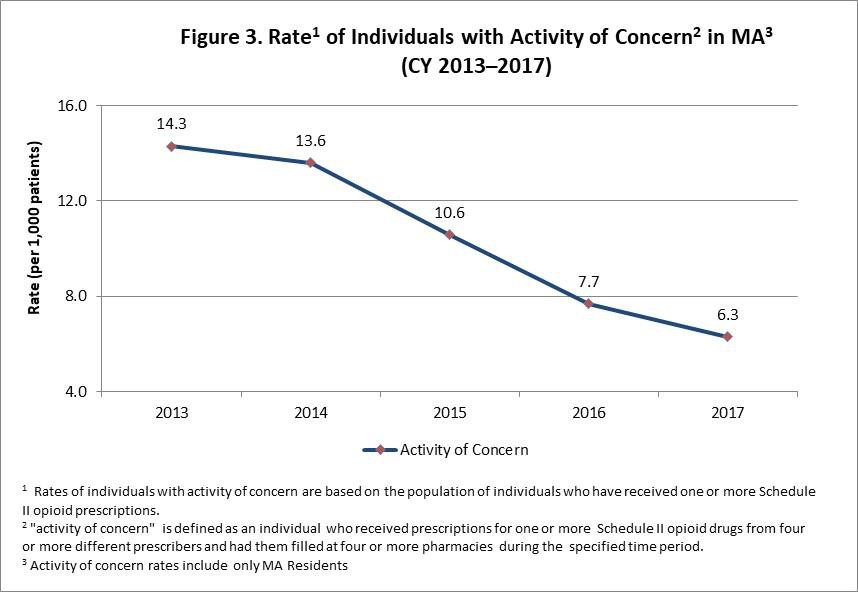 Figure 3. Rate¹ of Individuals with Activity of Concern² in MA³
(CY 2013–2017)
16.0
14.3
13.6
12.0
10.6
8.0
7.7
6.3
4.0
Rate (per 1,000 patients)
2013 2014 2015 2016 2017
Activity of Concern
¹ Rates of individuals with activity of concern are based on the population of individuals who have received one or more Schedule
II opioid prescriptions.
² "activity of concern" is defined as an individual who received prescriptions for one or more Schedule II opioid drugs from four
or more different prescribers and had them filled at four or more pharmacies during the specified time period.
³ Activity of concern rates include only MA Residents